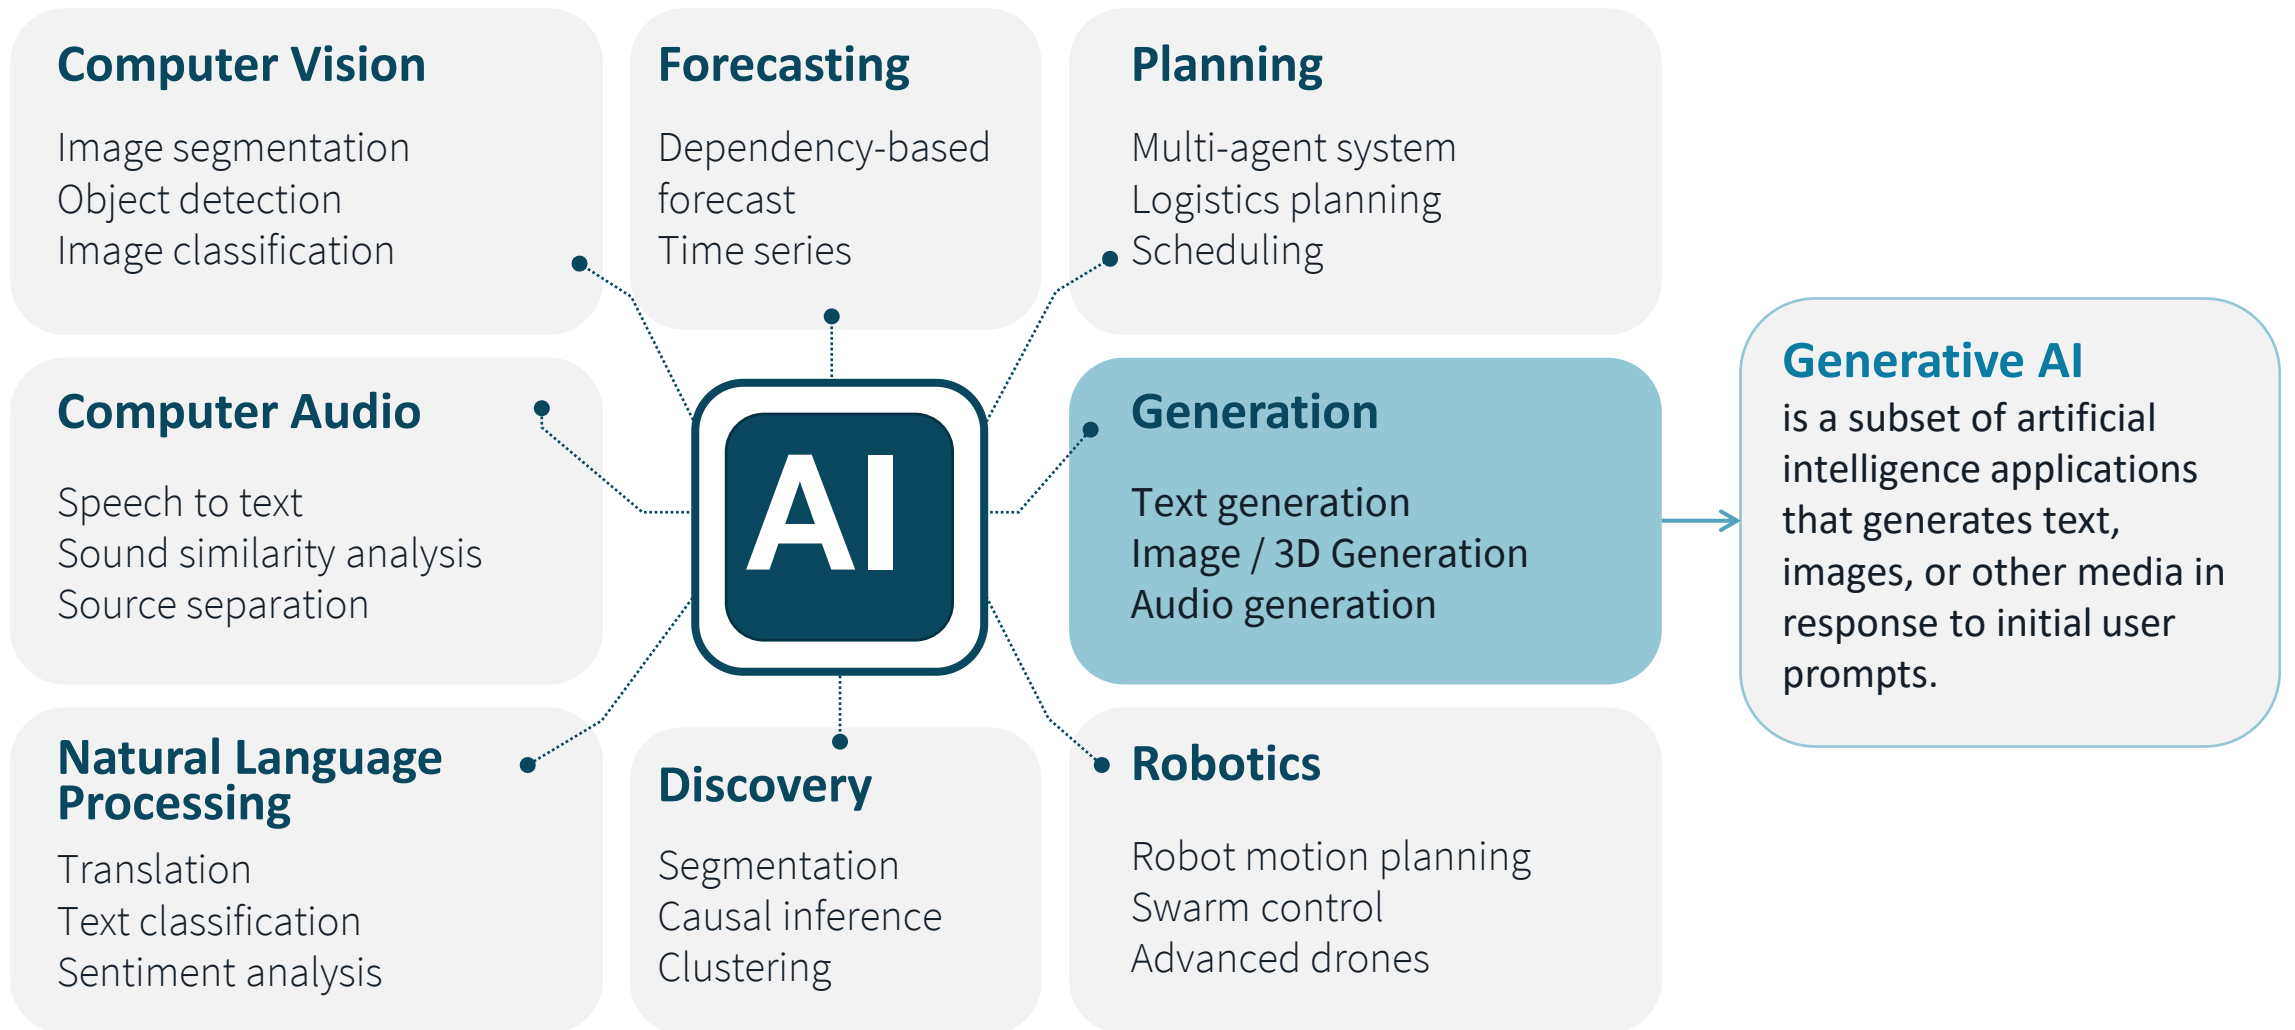 Computer Vision
Image segmentation
Object detection
Image classification
Forecasting
Dependency-based
forecast
Time series
Planning
Multi-agent system
Logistics planning
Scheduling
Computer Audio
Speech to text
Sound similarity analysis
Source separation
AI
Generation
Text generation
Image / 3D Generation
Audio generation
Generative AI
is a subset of artificial
intelligence applications
that generates text,
images, or other media in
response to initial user
prompts.
Natural Language
Processing
Translation
Text classification
Sentiment analysis
Discovery
Segmentation
Causal inference
Clustering
Robotics
Robot motion planning
Swarm control
Advanced drones